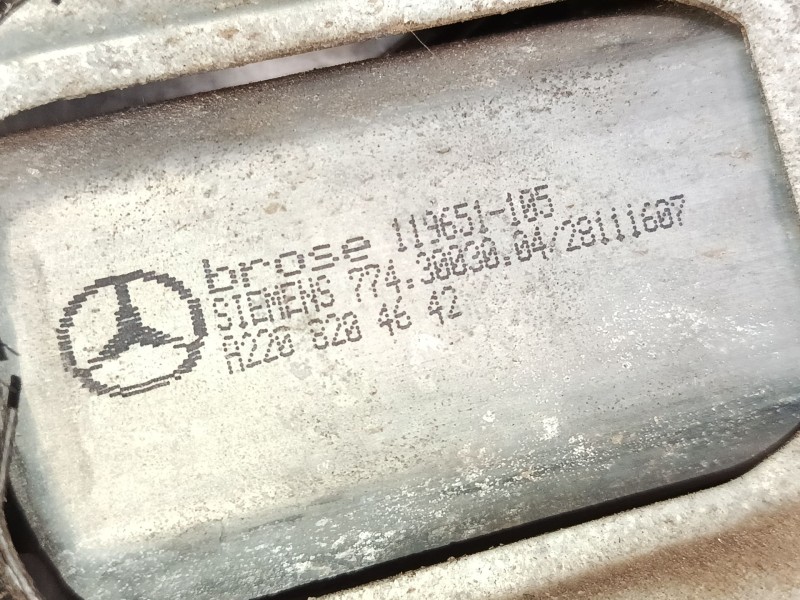 brose 119651-105
SIEMENS 774.30030.04/28111607
A220 820 46 42